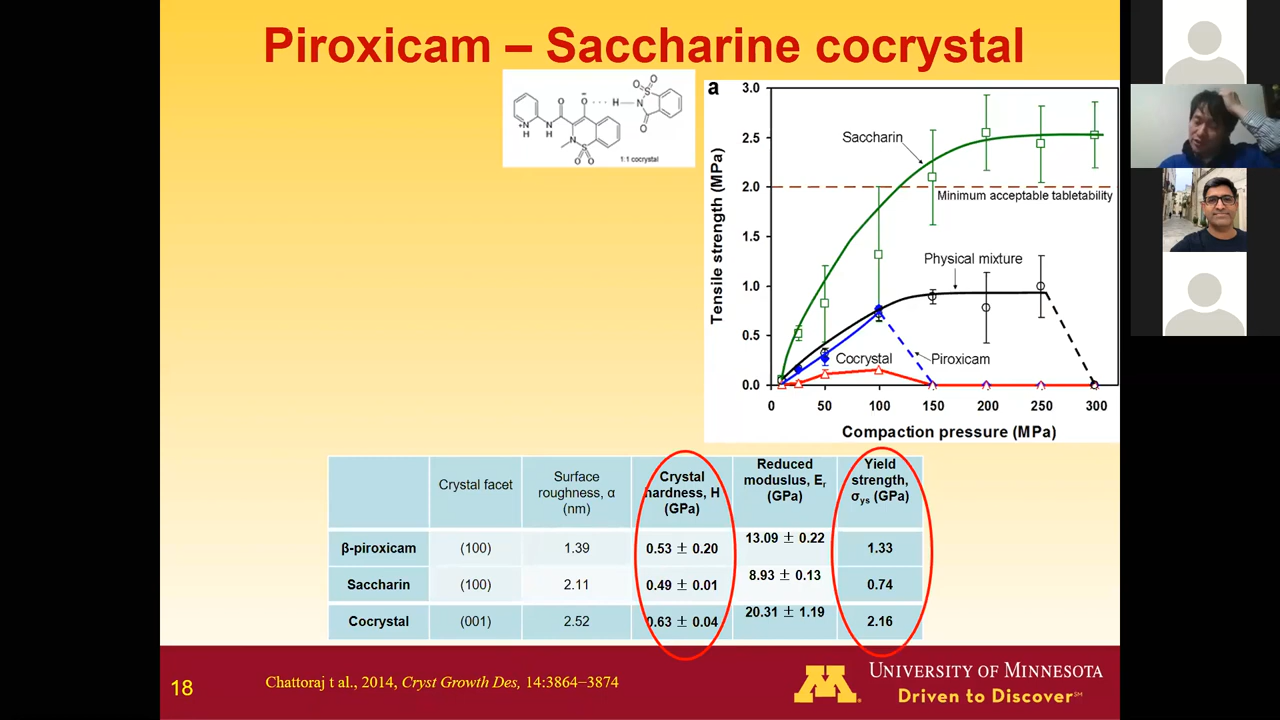 Piroxicam – Saccharine cocrystal
1:1 cocrystal
a
Tensile strength (MPa)
3.0
2.5
2.0
1.5
1.0
0.5
0.0
Saccharin
Minimum acceptable tabletability
Physical mixture
Cocrystal
Piroxicam
0 50 100 150 200 250 300
Compaction pressure (MPa)
Crystal facet
Surface
roughness, α
(nm)
Crystal
hardness, H
(GPa)
Reduced
moduslus, Er
(GPa)
Yield
strength,
σys (GPa)
β-piroxicam (100) 1.39 0.53 ± 0.20 13.09 ± 0.22 1.33
Saccharin (100) 2.11 0.49 ± 0.01 8.93 ± 0.13 0.74
Cocrystal (001) 2.52 0.63 ± 0.04 20.31 ± 1.19 2.16
18
Chattoraj t al., 2014, Cryst Growth Des, 14:3864–3874
M
UNIVERSITY OF MINNESOTA
Driven to Discover℠